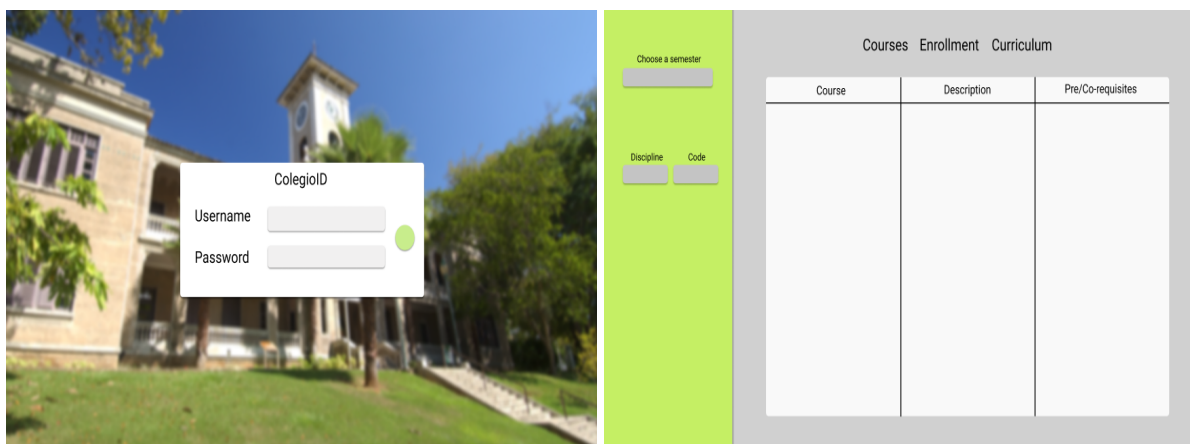 ColegioID
Username
Password
Choose a semester
Discipline Code
Courses Enrollment Curriculum
Course Description Pre/Co-requisites